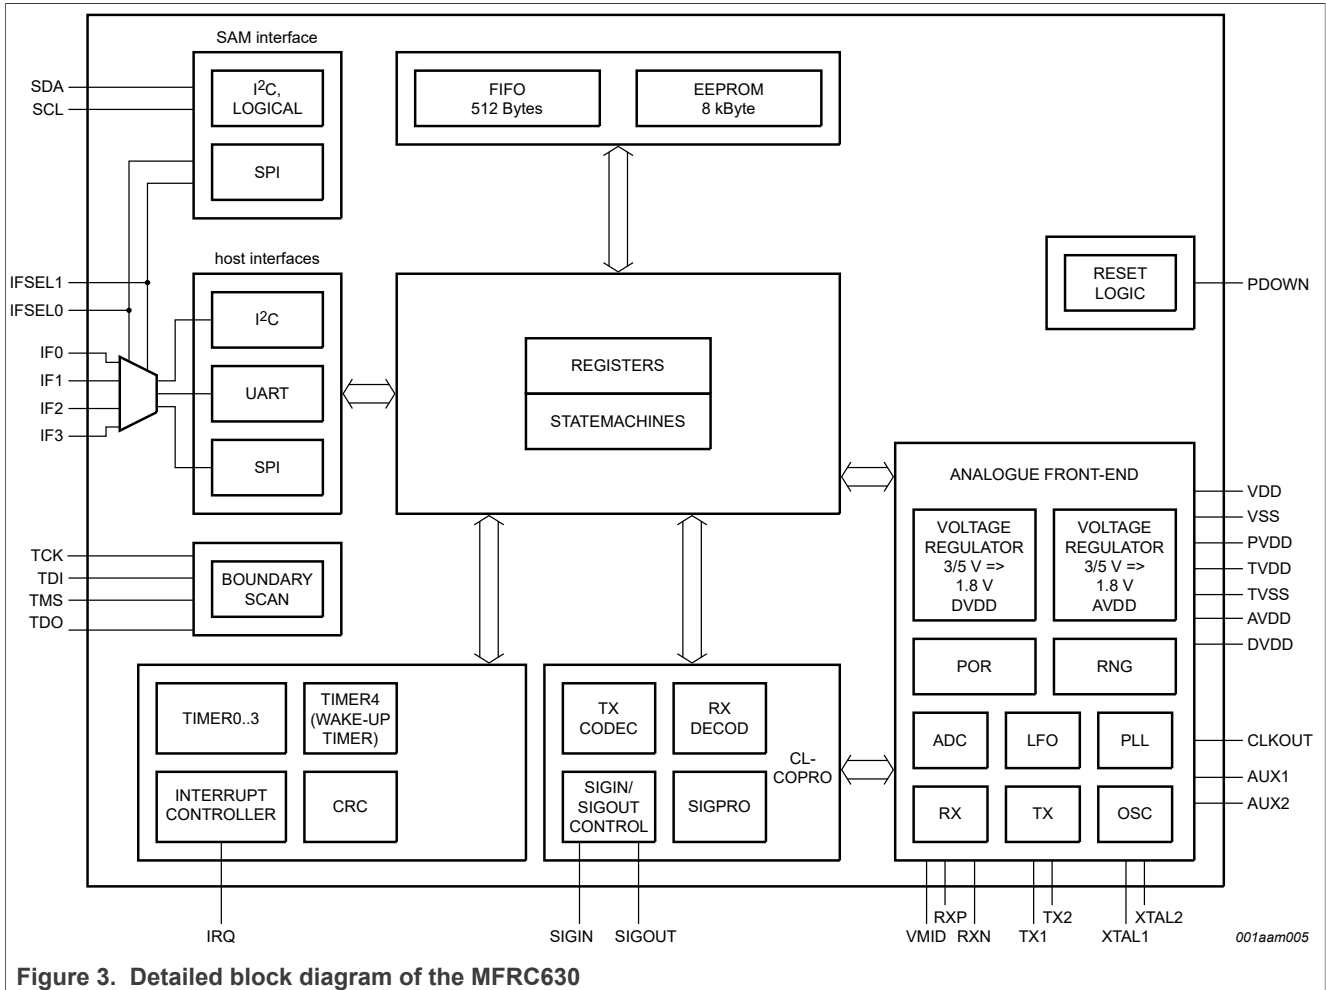 SAM interface
SDA
SCL
I2C,
LOGICAL
SPI
FIFO
512 Bytes
EEPROM
8 kByte
host interfaces
IFSEL1
IFSEL0
IF0
IF1
IF2
IF3
I2C
UART
SPI
REGISTERS
STATEMACHINES
RESET
LOGIC
PDOWN
TCK
TDI
TMS
TDO
BOUNDARY
SCAN
ANALOGUE FRONT-END
VOLTAGE
REGULATOR
3/5 V =>
1.8 V
DVDD
VOLTAGE
REGULATOR
3/5 V =>
1.8 V
AVDD
POR
RNG
ADC
LFO
PLL
RX
TX
OSC
VDD
VSS
PVDD
TVDD
TVSS
AVDD
DVDD
CLKOUT
AUX1
AUX2
TIMER0..3
TIMER4
(WAKE-UP
TIMER)
INTERRUPT
CONTROLLER
CRC
TX
CODEC
RX
DECOD
CL-
COPRO
SIGIN/
SIGOUT
CONTROL
SIGPRO
IRQ
SIGIN
SIGOUT
VMID
RXP
RXN
TX1
TX2
XTAL1
XTAL2
001aam005
Figure 3. Detailed block diagram of the MFRC630